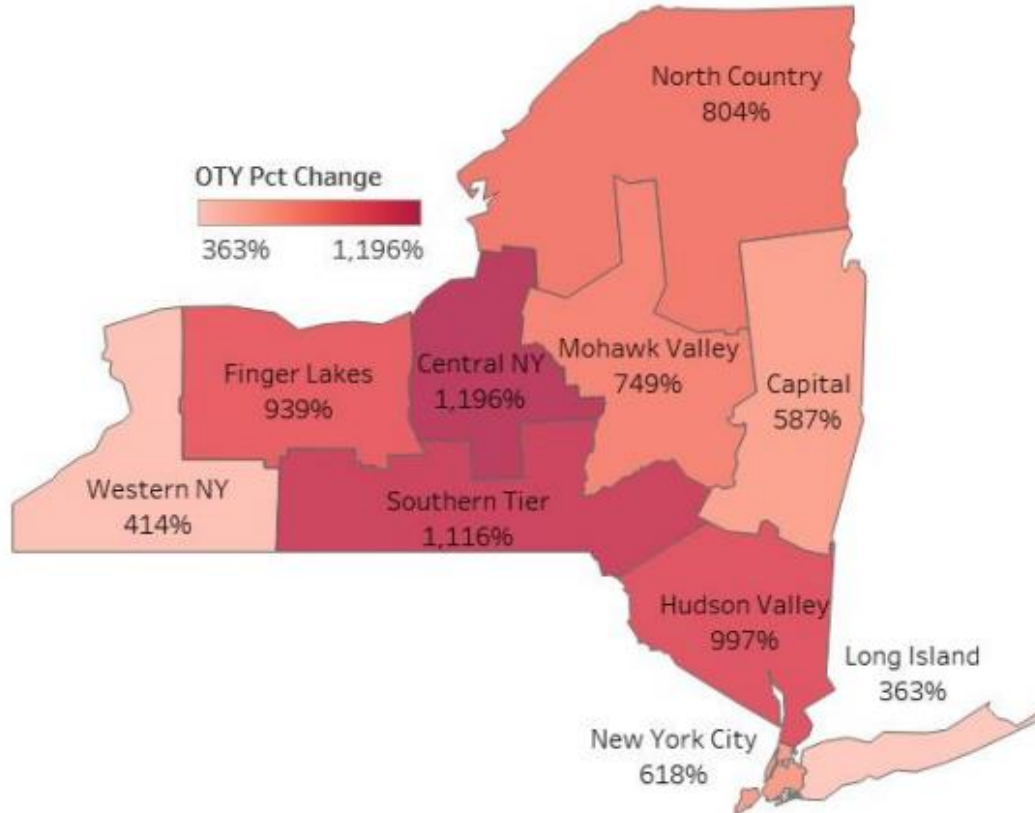 North Country
804%
OTY Pct Change
363% 1,196%
Finger Lakes
939%
Central NY
1,196%
Mohawk Valley
749%
Capital
587%
Western NY
414%
Southern Tier
1,116%
Hudson Valley
997%
Long Island
363%
New York City
618%